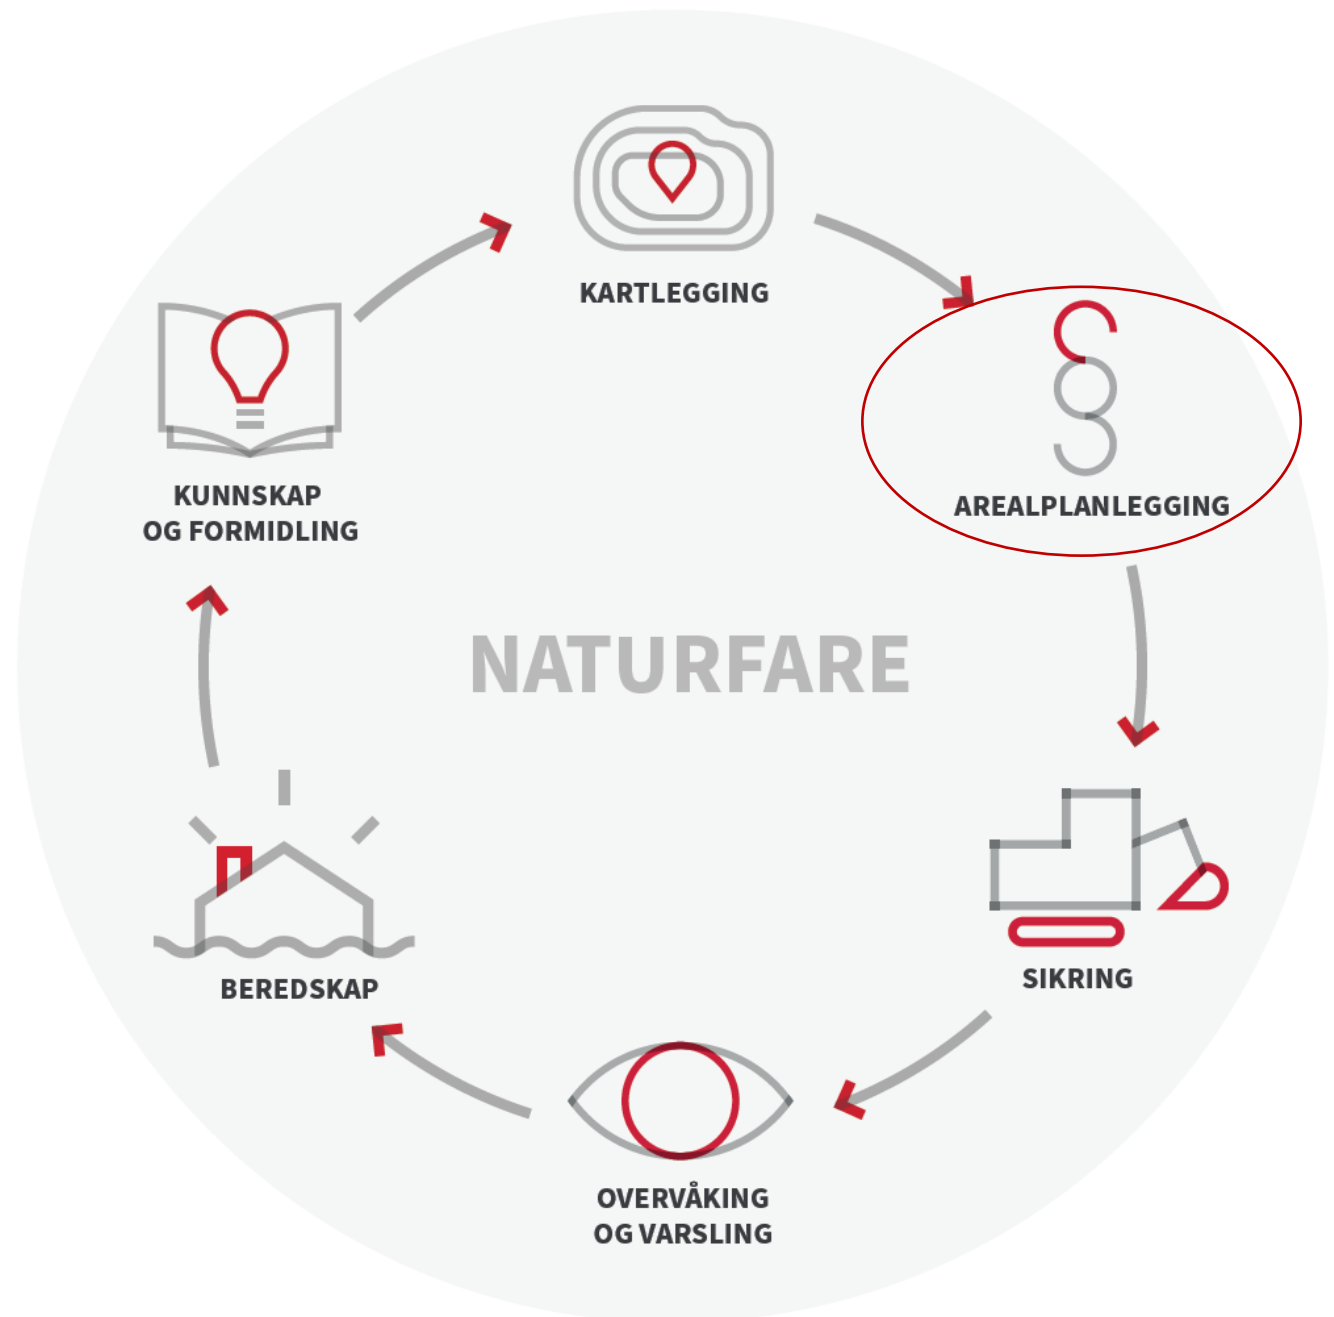 KARTLEGGING
AREALPLANLEGGING
KUNNSKAP
OG FORMIDLING
NATURFARE
SIKRING
BEREDSKAP
OVERVÅKING
OG VARSLING